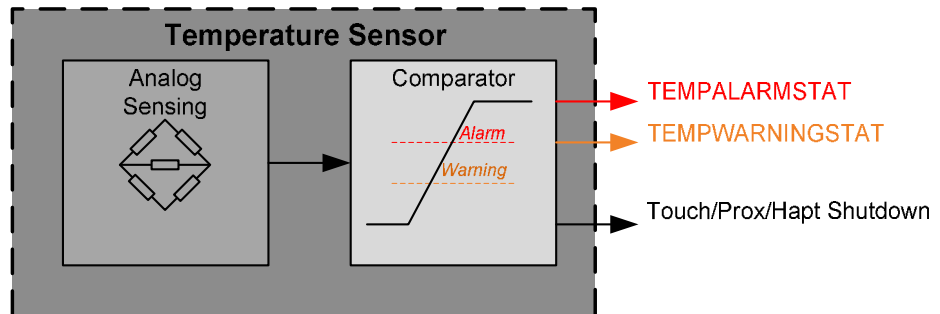 Temperature Sensor
Analog
Sensing
Comparator
Alarm
Warning
TEMPALARMSTAT
TEMPWARNINGSTAT
Touch/Prox/Hapt Shutdown